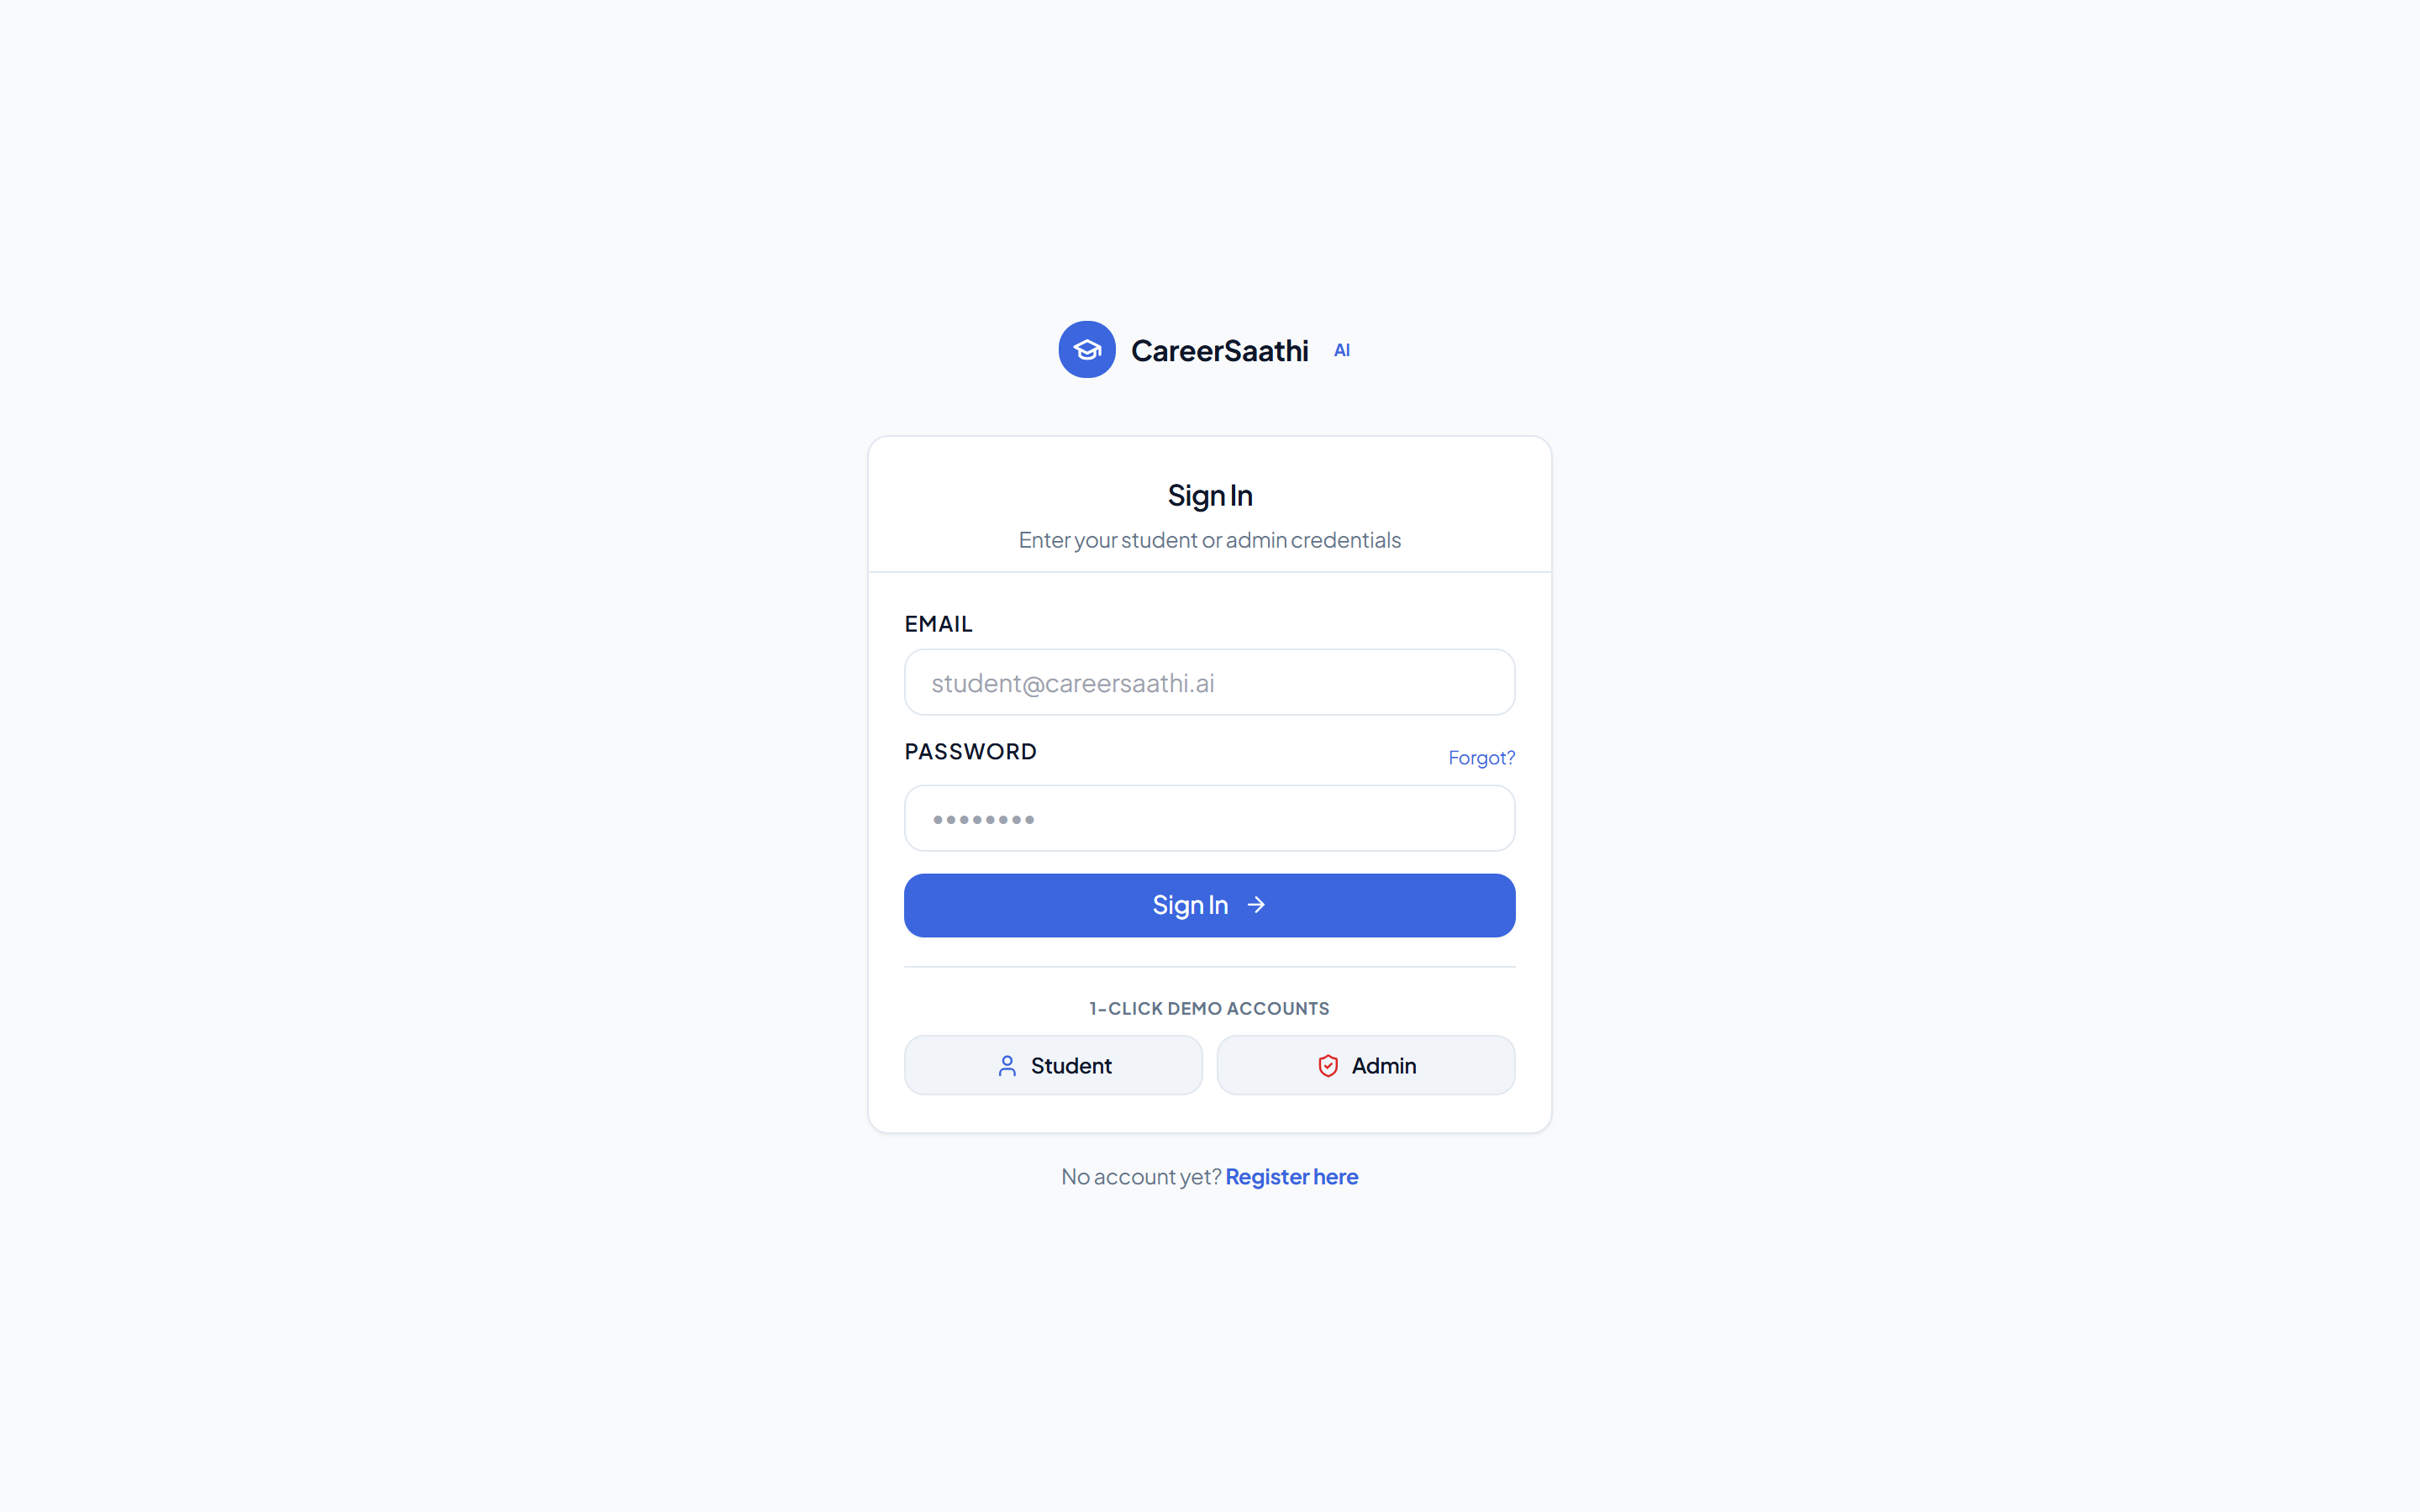 CareerSaathi AI
Sign In
Enter your student or admin credentials
EMAIL
student@careersaathi.ai
PASSWORD
Forgot?
••••••••
Sign In →
1-CLICK DEMO ACCOUNTS
Student
Admin
No account yet? Register here